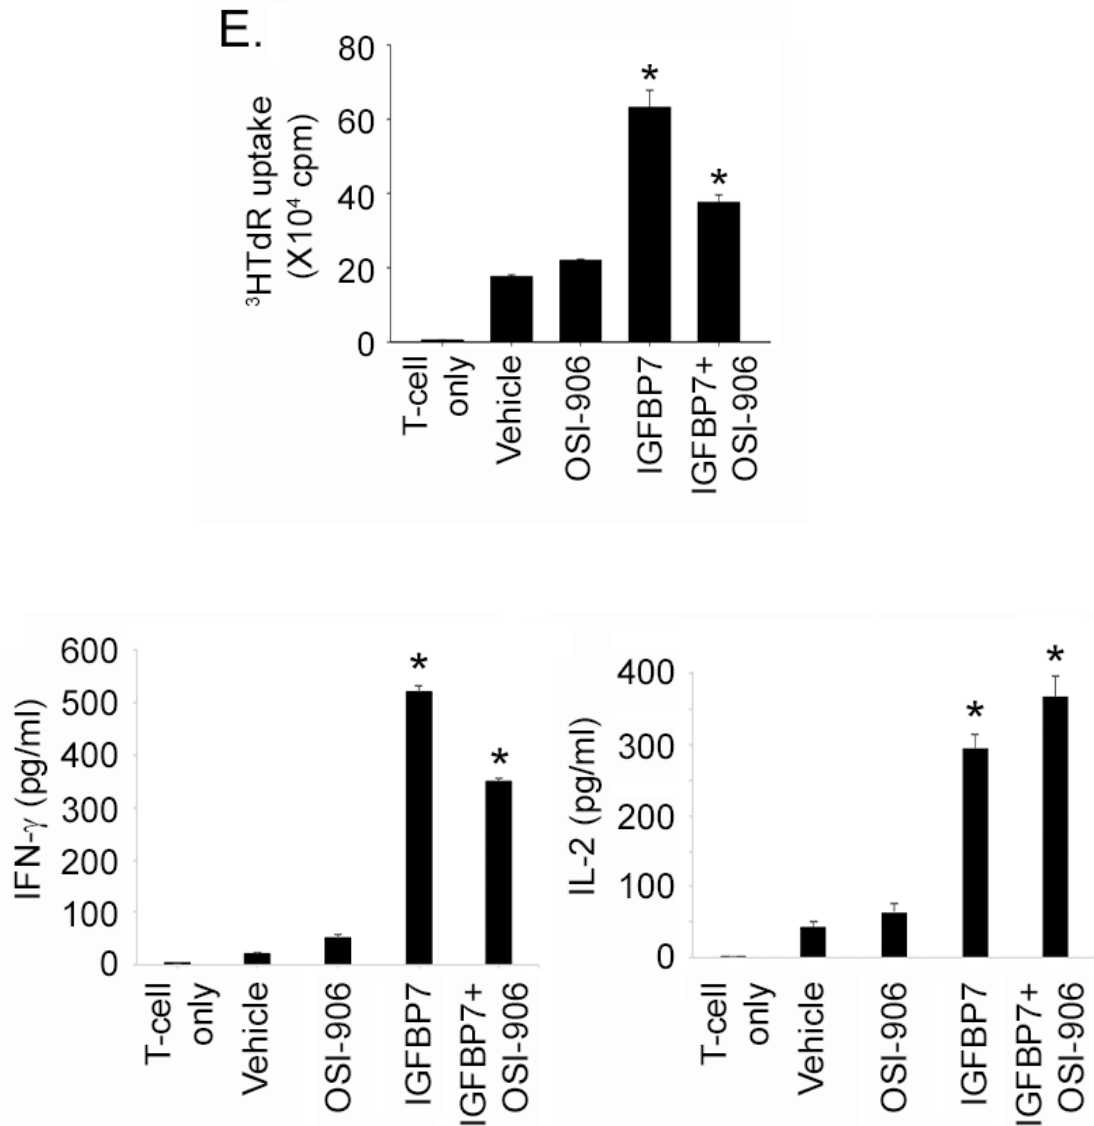 E.
³HTdR uptake
(X10⁴ cpm)
80
60
40
20
0
*
*
T-cell
only
Vehicle
OSI-906
IGFBP7
IGFBP7+
OSI-906
IFN-γ (pg/ml)
600
500
400
300
200
100
0
*
*
T-cell
only
Vehicle
OSI-906
IGFBP7
IGFBP7+
OSI-906
IL-2 (pg/ml)
400
300
200
100
0
*
*
T-cell
only
Vehicle
OSI-906
IGFBP7
IGFBP7+
OSI-906